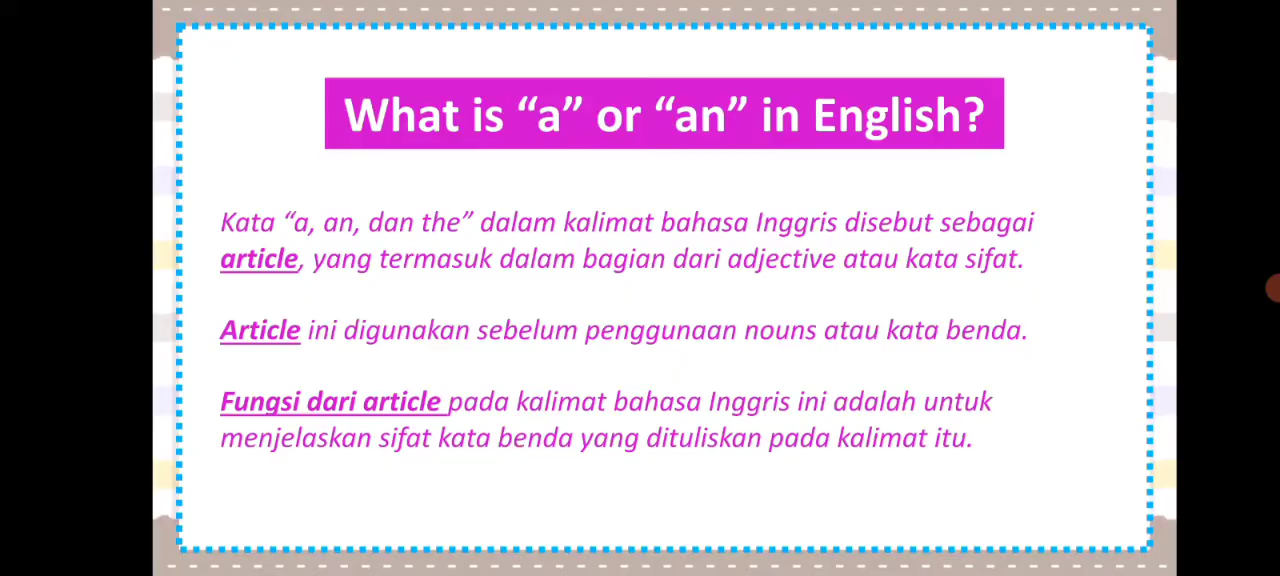 What is “a” or “an” in English?
Kata “a, an, dan the” dalam kalimat bahasa Inggris disebut sebagai
article, yang termasuk dalam bagian dari adjective atau kata sifat.
Article ini digunakan sebelum penggunaan nouns atau kata benda.
Fungsi dari article pada kalimat bahasa Inggris ini adalah untuk
menjelaskan sifat kata benda yang dituliskan pada kalimat itu.